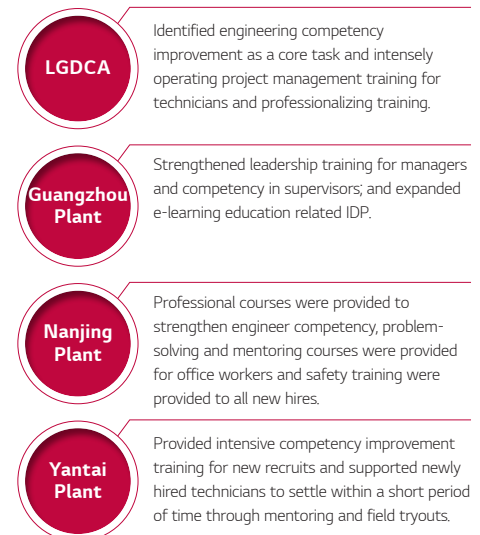 LGDCA
Identified engineering competency
improvement as a core task and intensely
operating project management training for
technicians and professionalizing training.
Guangzhou
Plant
Strengthened leadership training for managers
and competency in supervisors; and expanded
e-learning education related IDP.
Nanjing
Plant
Professional courses were provided to
strengthen engineer competency, problem-
solving and mentoring courses were provided
for office workers and safety training were
provided to all new hires.
Yantai
Plant
Provided intensive competency improvement
training for new recruits and supported newly
hired technicians to settle within a short period
of time through mentoring and field tryouts.